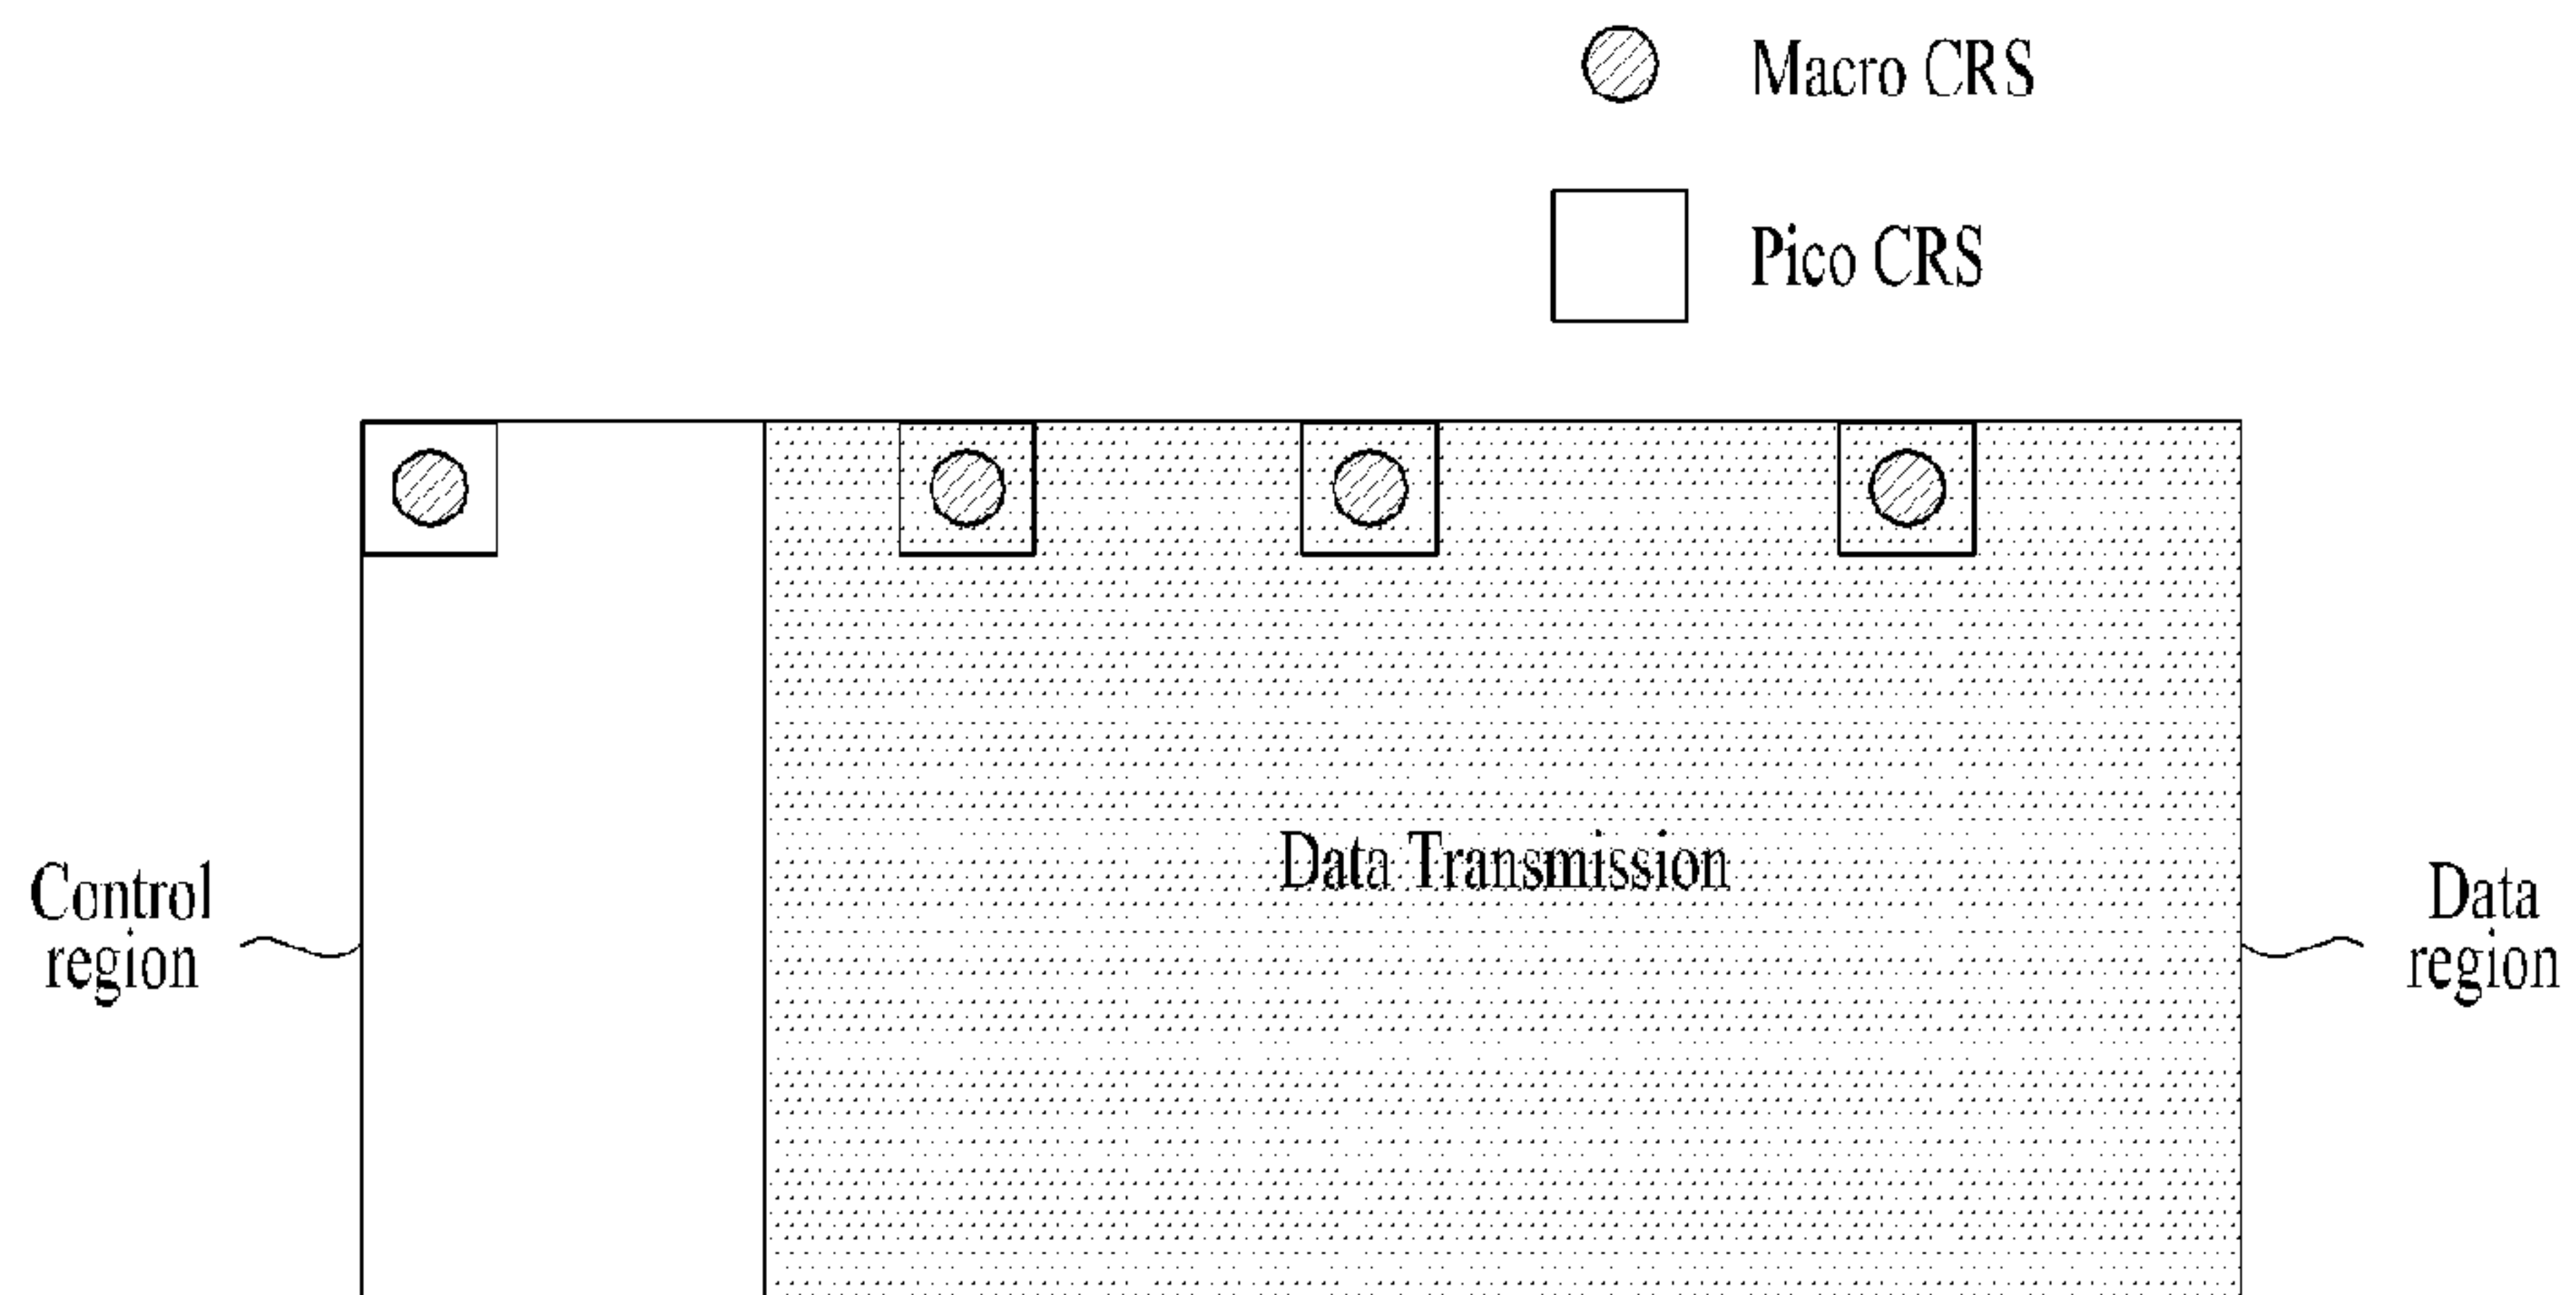 Macro CRS
Pico CRS
Data Transmission
Control
region
Data
region